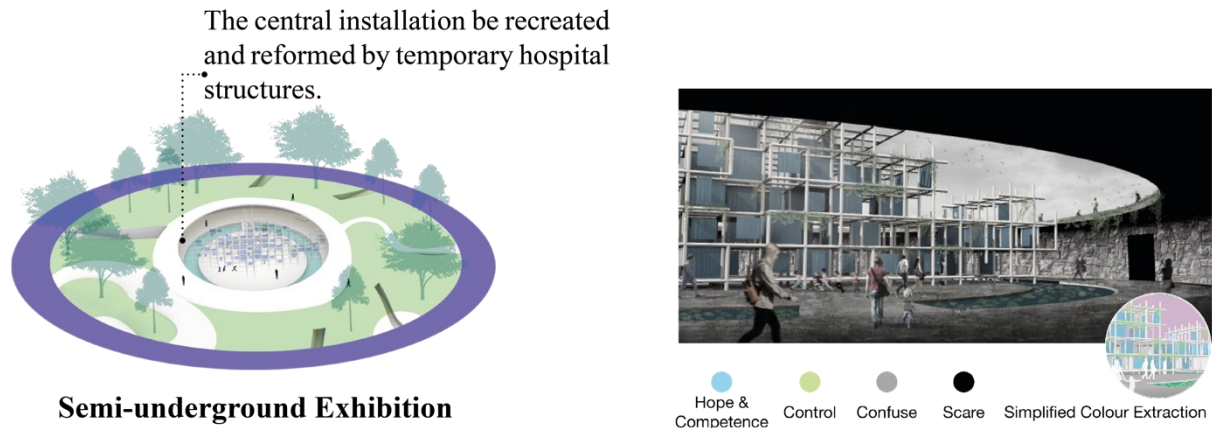 The central installation be recreated
and reformed by temporary hospital
structures.
Semi-underground Exhibition
Hope &
Competence
Control
Confuse
Scare
Simplified Colour Extraction